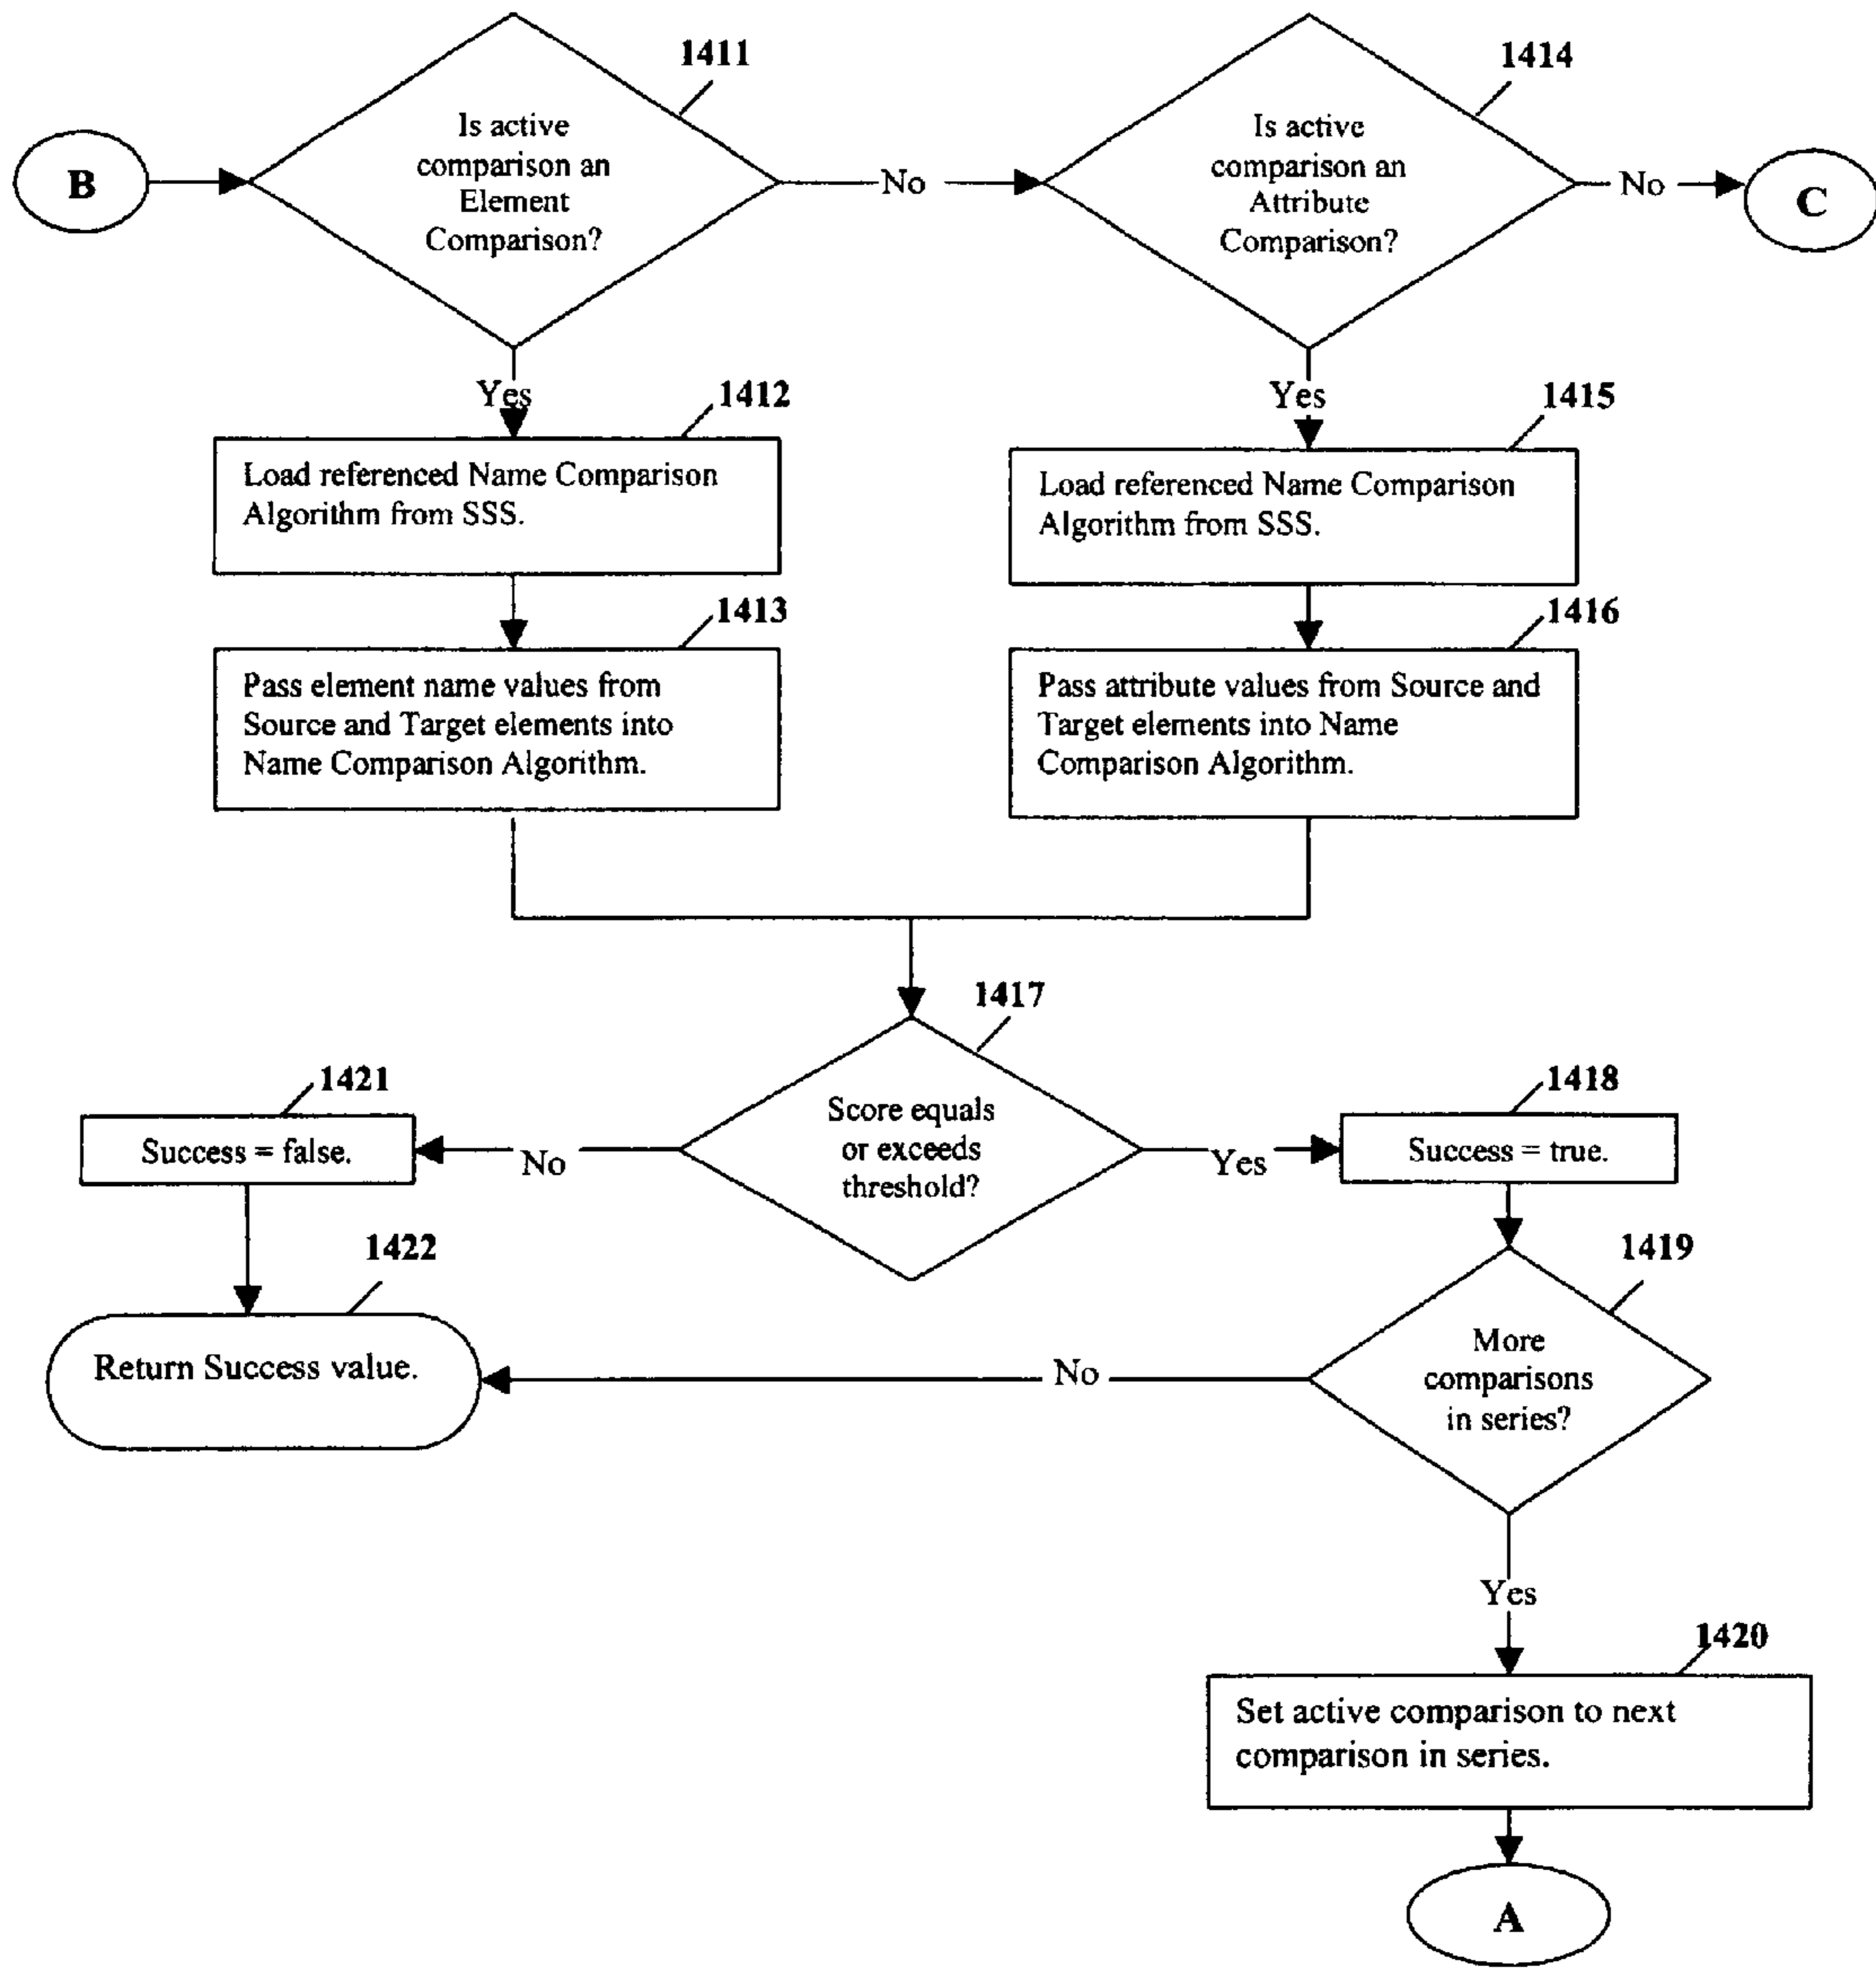 1411
1414
Is active
comparison an
Element
Comparison?
Is active
comparison an
Attribute
Comparison?
B
No
No
C
Yes
1412
Yes
1415
Load referenced Name Comparison
Algorithm from SSS.
Load referenced Name Comparison
Algorithm from SSS.
1413
1416
Pass element name values from
Source and Target elements into
Name Comparison Algorithm.
Pass attribute values from Source and
Target elements into Name
Comparison Algorithm.
1417
1421
1418
Score equals
or exceeds
threshold?
Success = false.
No
Yes
Success = true.
1422
1419
Return Success value.
No
More
comparisons
in series?
Yes
1420
Set active comparison to next
comparison in series.
A